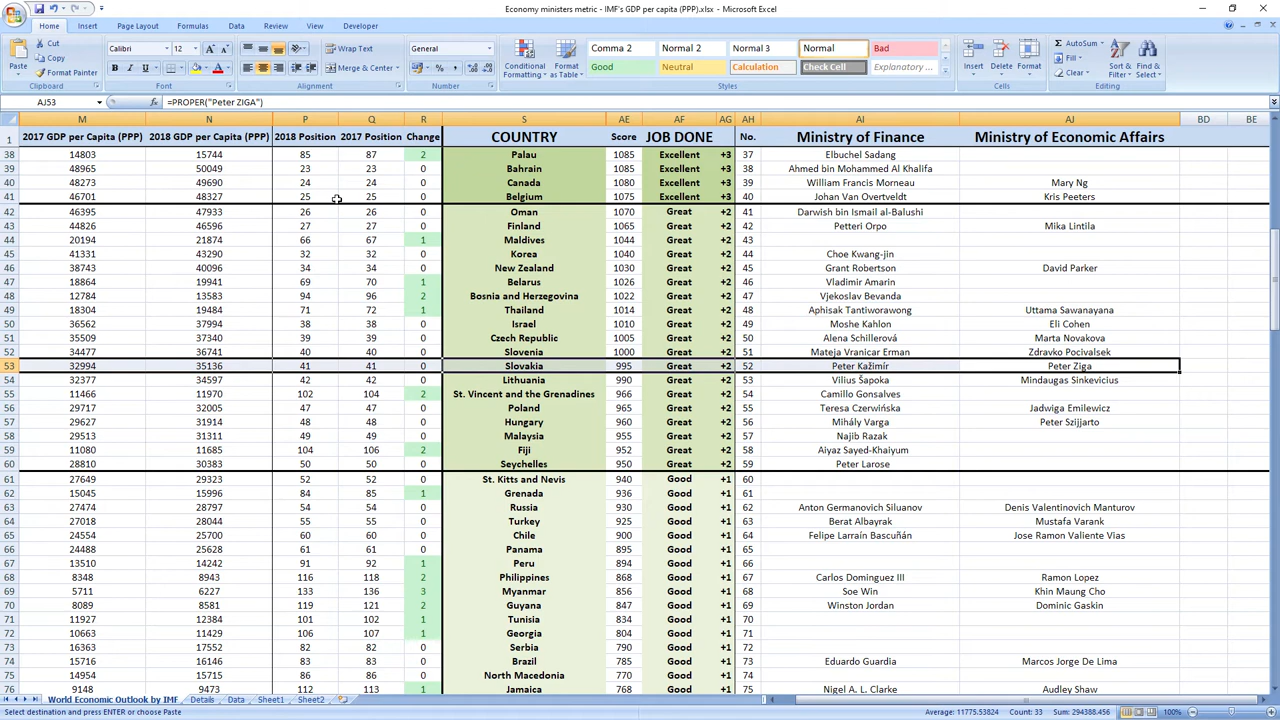 Economy ministers metric - IMF's GDP per capita (PPP).xlsx - Microsoft Excel
Home Insert Page Layout Formulas Data Review View Developer
Cut Calibri 12 Wrap Text General Comma 2 Normal 2 Normal 3 Normal Bad AutoSum
Copy Fill
Paste Format Painter Merge & Center Conditional Formatting Format as Table Good Neutral Calculation Check Cell Explanatory ... Insert Delete Format Clear Sort & Filter Find & Select
Clipboard Font Alignment Number Styles Cells Editing
AJ53 =PROPER("Peter ZIGA")
M N P Q R S AE AF AG AH AI AJ BD BE
1 2017 GDP per Capita (PPP) 2018 GDP per Capita (PPP) 2018 Position 2017 Position Change COUNTRY Score JOB DONE No. Ministry of Finance Ministry of Economic Affairs
38 14803 15744 85 87 2 Palau 1085 Excellent +3 37 Elbuchel Sadang
39 48965 50049 23 23 0 Bahrain 1085 Excellent +3 38 Ahmed bin Mohammed Al Khalifa
40 48273 49690 24 24 0 Canada 1080 Excellent +3 39 William Francis Morneau Mary Ng
41 46701 48327 25 25 0 Belgium 1075 Excellent +3 40 Johan Van Overtveldt Kris Peeters
42 46395 47933 26 26 0 Oman 1070 Great +2 41 Darwish bin Ismail al-Balushi
43 44826 46596 27 27 0 Finland 1065 Great +2 42 Petteri Orpo Mika Lintila
44 20194 21874 66 67 1 Maldives 1044 Great +2 43
45 41331 43290 32 32 0 Korea 1040 Great +2 44 Choe Kwang-jin
46 38743 40096 34 34 0 New Zealand 1030 Great +2 45 Grant Robertson David Parker
47 18864 19941 69 70 1 Belarus 1026 Great +2 46 Vladimir Amarin
48 12784 13583 94 96 2 Bosnia and Herzegovina 1022 Great +2 47 Vjekoslav Bevanda
49 18304 19484 71 72 1 Thailand 1014 Great +2 48 Aphisak Tantiworawong Uttama Sawanayana
50 36562 37994 38 38 0 Israel 1010 Great +2 49 Moshe Kahlon Eli Cohen
51 35509 37340 39 39 0 Czech Republic 1005 Great +2 50 Alena Schillerová Marta Novakova
52 34477 36741 40 40 0 Slovenia 1000 Great +2 51 Mateja Vranicar Erman Zdravko Pocivalsek
53 32994 35136 41 41 0 Slovakia 995 Great +2 52 Peter Kažimír Peter Ziga
54 32377 34597 42 42 0 Lithuania 990 Great +2 53 Vilius Šapoka Mindaugas Sinkevicius
55 11466 11970 102 104 2 St. Vincent and the Grenadines 966 Great +2 54 Camillo Gonsalves
56 29717 32005 47 47 0 Poland 965 Great +2 55 Teresa Czerwińska Jadwiga Emilewicz
57 29627 31914 48 48 0 Hungary 960 Great +2 56 Mihály Varga Peter Szijjarto
58 29513 31311 49 49 0 Malaysia 955 Great +2 57 Najib Razak
59 11080 11685 104 106 2 Fiji 952 Great +2 58 Aiyaz Sayed-Khaiyum
60 28810 30383 50 50 0 Seychelles 950 Great +2 59 Peter Larose
61 27649 29323 52 52 0 St. Kitts and Nevis 940 Good +1 60
62 15045 15996 84 85 1 Grenada 936 Good +1 61
63 27474 28797 54 54 0 Russia 930 Good +1 62 Anton Germanovich Siluanov Denis Valentinovich Manturov
64 27018 28044 55 55 0 Turkey 925 Good +1 63 Berat Albayrak Mustafa Varank
65 24554 25700 60 60 0 Chile 900 Good +1 64 Felipe Larraín Bascuñán Jose Ramon Valiente Vias
66 24488 25628 61 61 0 Panama 895 Good +1 65
67 13510 14242 91 92 1 Peru 894 Good +1 66
68 8348 8943 116 118 2 Philippines 868 Good +1 67 Carlos Dominguez III Ramon Lopez
69 5711 6227 133 136 3 Myanmar 856 Good +1 68 Soe Win Khin Maung Cho
70 8089 8581 119 121 2 Guyana 847 Good +1 69 Winston Jordan Dominic Gaskin
71 11927 12384 101 102 1 Tunisia 834 Good +1 70
72 10663 11429 106 107 1 Georgia 804 Good +1 71
73 16363 17552 82 82 0 Serbia 790 Good +1 72
74 15716 16146 83 83 0 Brazil 785 Good +1 73 Eduardo Guardia Marcos Jorge De Lima
75 14954 15715 86 86 0 North Macedonia 770 Good +1 74
76 9148 9473 112 113 1 Jamaica 768 Good +1 75 Nigel A. L. Clarke Audley Shaw
World Economic Outlook by IMF Details Data Sheet1 Sheet2
Select destination and press ENTER or choose Paste Average: 11775.53824 Count: 33 Sum: 294388.456 100%